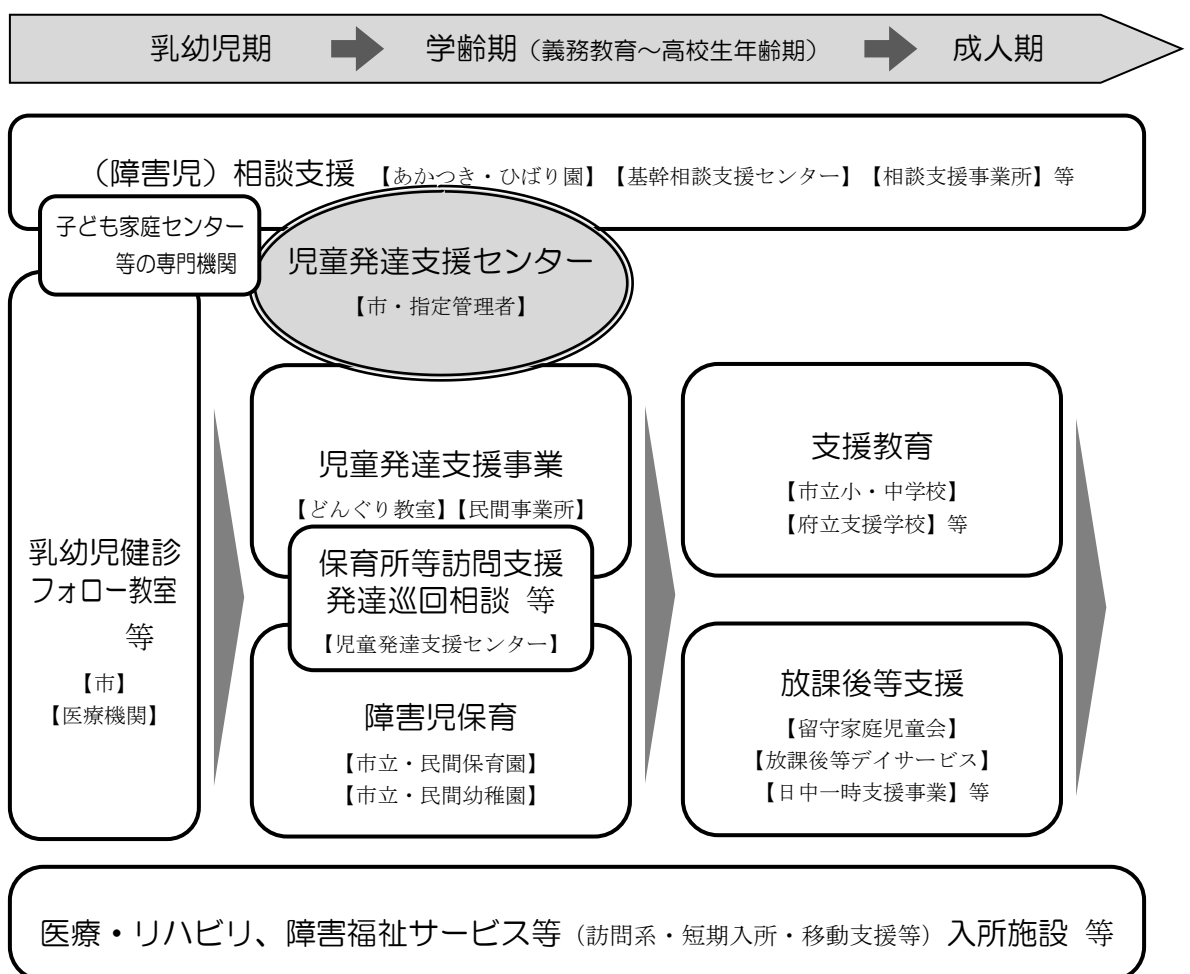 乳幼児期 学齢期（義務教育～高校生年齢期） 成人期
（障害児）相談支援 【あかつき・ひばり園】【基幹相談支援センター】【相談支援事業所】等
子ども家庭センター
等の専門機関
児童発達支援センター
【市・指定管理者】
乳幼児健診
フォロー教室
等
【市】
【医療機関】
児童発達支援事業
【どんぐり教室】【民間事業所】
保育所等訪問支援
発達巡回相談 等
【児童発達支援センター】
障害児保育
【市立・民間保育園】
【市立・民間幼稚園】
支援教育
【市立小・中学校】
【府立支援学校】等
放課後等支援
【留守家庭児童会】
【放課後等デイサービス】
【日中一時支援事業】等
医療・リハビリ、障害福祉サービス等（訪問系・短期入所・移動支援等）入所施設 等